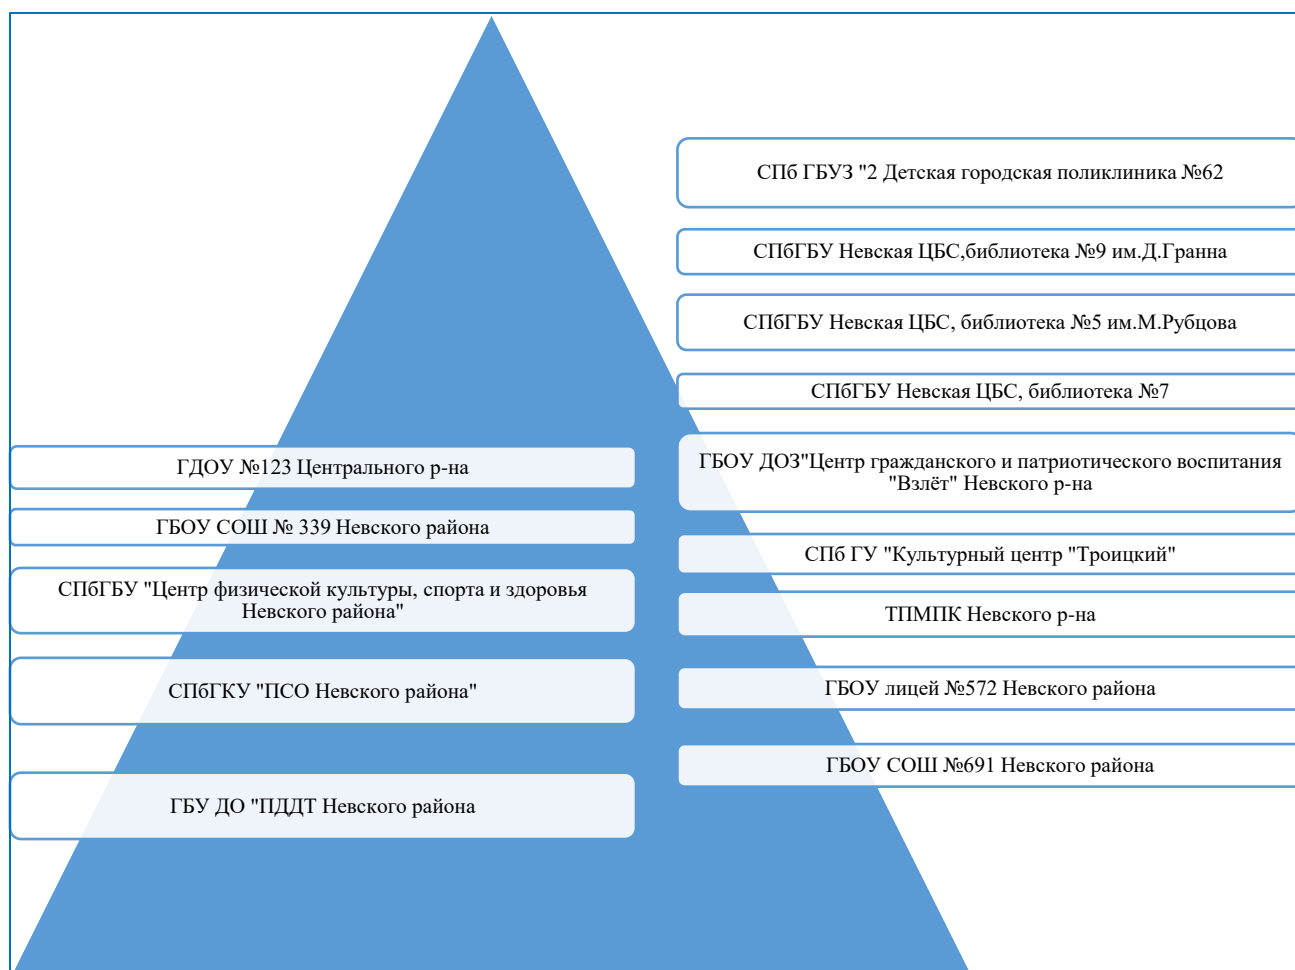 СПб ГБУЗ "2 Детская городская поликлиника №62
СПбГБУ Невская ЦБС,библиотека №9 им.Д.Гранна
СПбГБУ Невская ЦБС, библиотека №5 им.М.Рубцова
СПбГБУ Невская ЦБС, библиотека №7
ГБОУ ДОЗ"Центр гражданского и патриотического воспитания
"Взлёт" Невского р-на
СПб ГУ "Культурный центр "Троицкий"
ТПМПК Невского р-на
ГБОУ лицей №572 Невского района
ГБОУ СОШ №691 Невского района
ГДОУ №123 Центрального р-на
ГБОУ СОШ № 339 Невского района
СПбГБУ "Центр физической культуры, спорта и здоровья
Невского района"
СПбГКУ "ПСО Невского района"
ГБУ ДО "ПДДТ Невского района